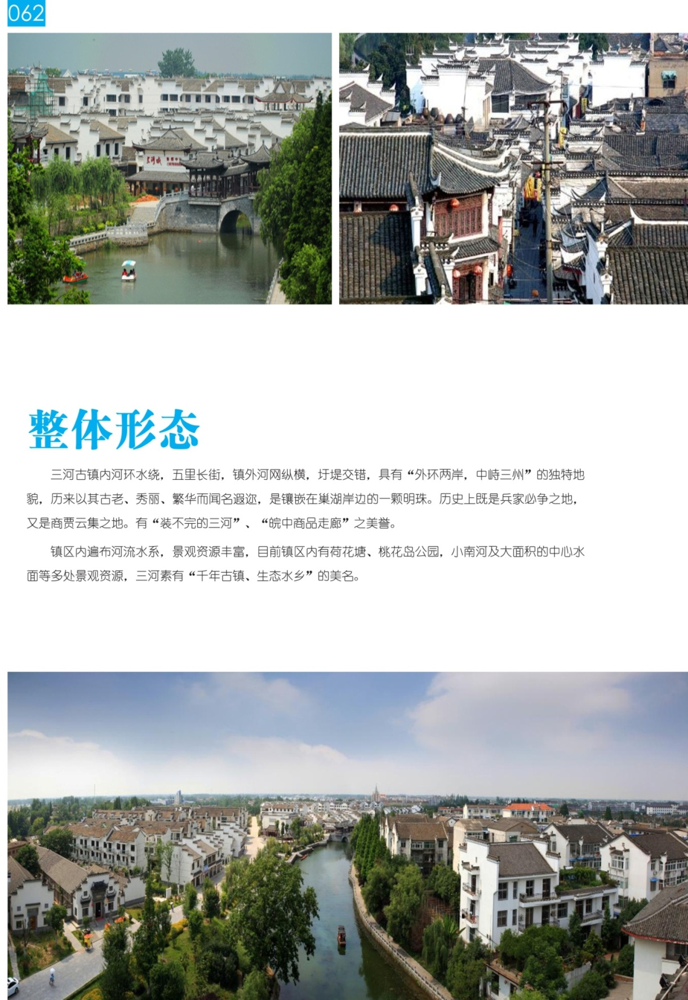 062
三河城
整体形态
三河古镇内河环水绕，五里长街，镇外河网纵横，圩堤交错，具有“外环两岸，中峙三州”的独特地
貌，历来以其古老、秀丽、繁华而闻名遐迩，是镶嵌在巢湖岸边的一颗明珠。历史上既是兵家必争之地，
又是商贾云集之地。有“装不完的三河”、“皖中商品走廊”之美誉。
镇区内遍布河流水系，景观资源丰富，目前镇区内有荷花塘、桃花岛公园，小南河及大面积的中心水
面等多处景观资源，三河素有“千年古镇、生态水乡”的美名。